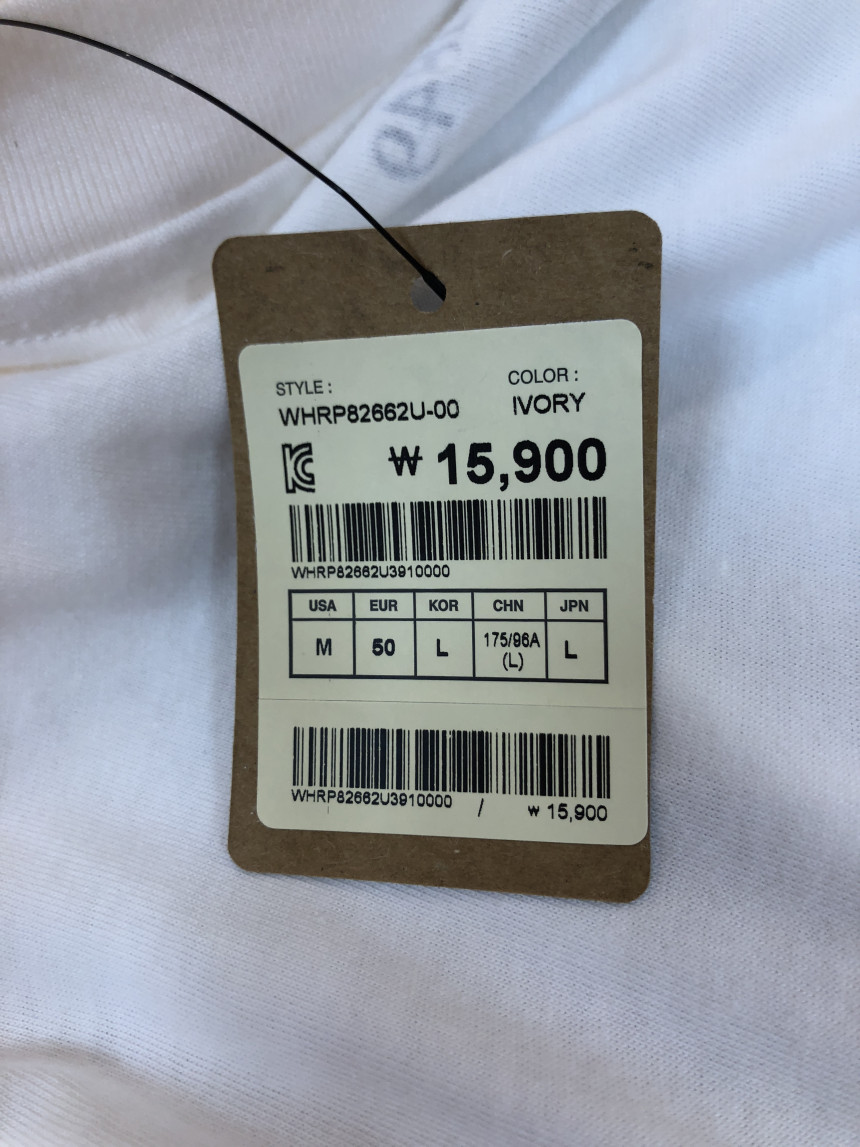 STYLE :
COLOR :
WHRP82662U-00
IVORY
KC
₩ 15,900
WHRP82662U3910000
USA EUR KOR CHN JPN
M 50 L 175/96A (L) L
WHRP82662U3910000 / ₩ 15,900